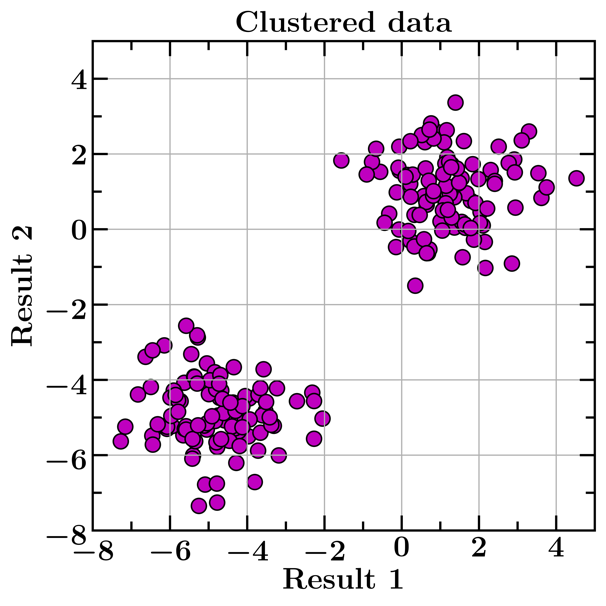 Clustered data
4
2
0
−2
−4
−6
−8
−8 −6 −4 −2 0 2 4
Result 1
Result 2